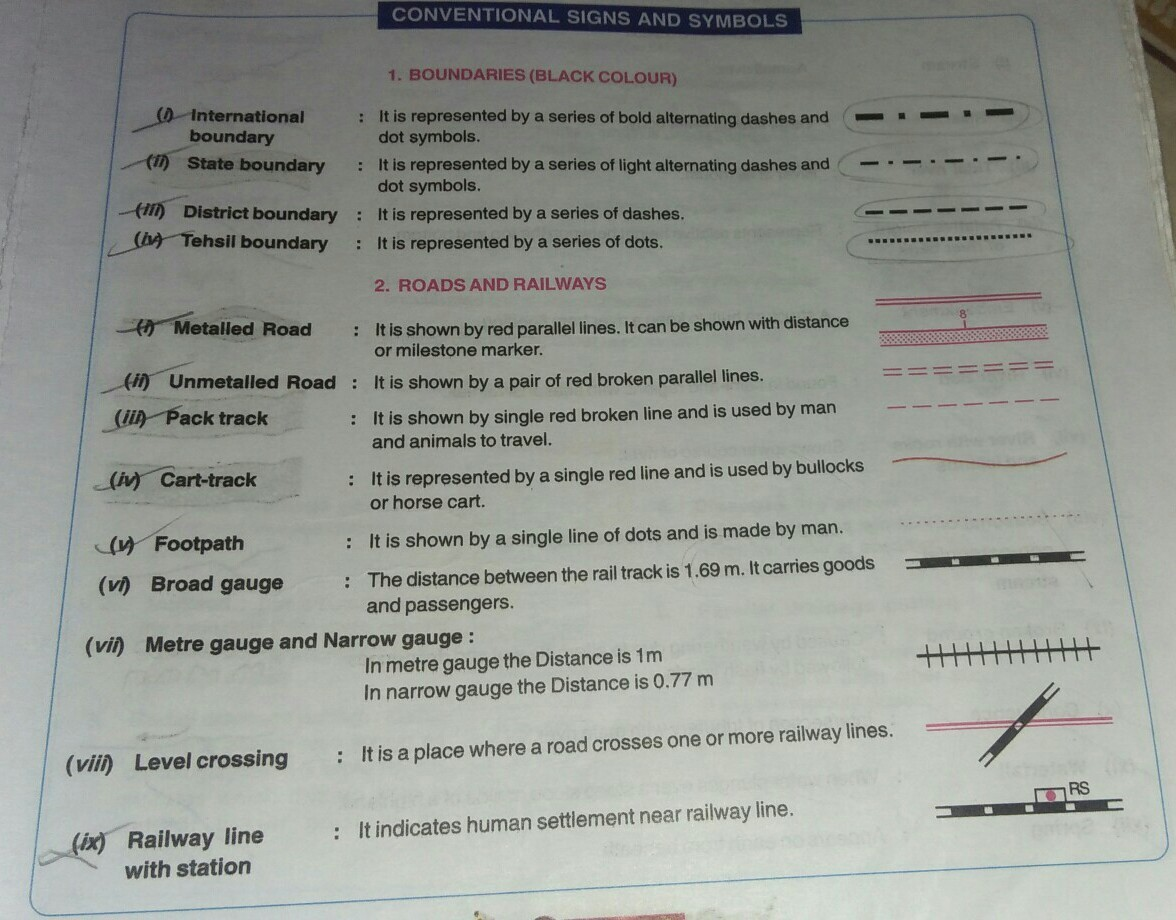 CONVENTIONAL SIGNS AND SYMBOLS
1. BOUNDARIES (BLACK COLOUR)
(i) International boundary : It is represented by a series of bold alternating dashes and
dot symbols.
(ii) State boundary : It is represented by a series of light alternating dashes and
dot symbols.
(iii) District boundary : It is represented by a series of dashes.
(iv) Tehsil boundary : It is represented by a series of dots.
2. ROADS AND RAILWAYS
(i) Metalled Road : It is shown by red parallel lines. It can be shown with distance
or milestone marker.
8
(ii) Unmetalled Road : It is shown by a pair of red broken parallel lines.
(iii) Pack track : It is shown by single red broken line and is used by man
and animals to travel.
(iv) Cart-track : It is represented by a single red line and is used by bullocks
or horse cart.
(v) Footpath : It is shown by a single line of dots and is made by man.
(vi) Broad gauge : The distance between the rail track is 1.69 m. It carries goods
and passengers.
(vii) Metre gauge and Narrow gauge :
In metre gauge the Distance is 1m
In narrow gauge the Distance is 0.77 m
(viii) Level crossing : It is a place where a road crosses one or more railway lines.
(ix) Railway line with station : It indicates human settlement near railway line.
RS